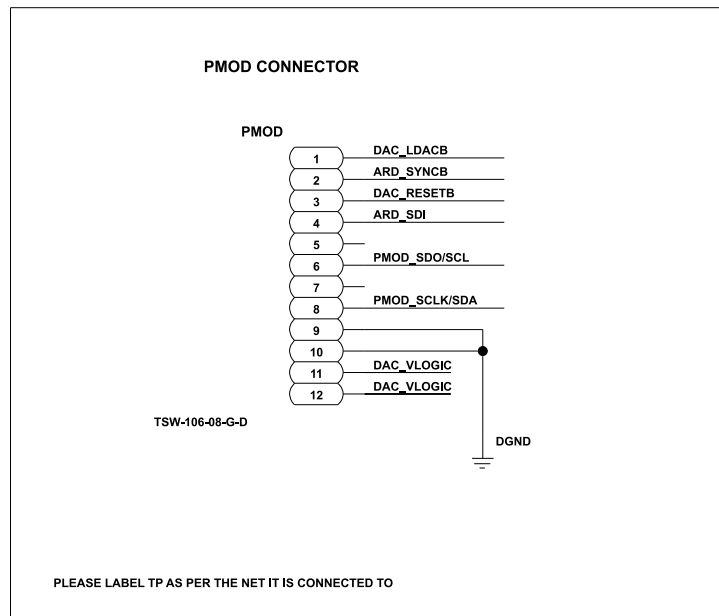 PMOD CONNECTOR
PMOD
1 DAC_LDACB
2 ARD_SYNCB
3 DAC_RESETB
4 ARD_SDI
5
6 PMOD_SDO/SCL
7
8 PMOD_SCLK/SDA
9
10
11 DAC_VLOGIC
12 DAC_VLOGIC
TSW-106-08-G-D
DGND
PLEASE LABEL TP AS PER THE NET IT IS CONNECTED TO